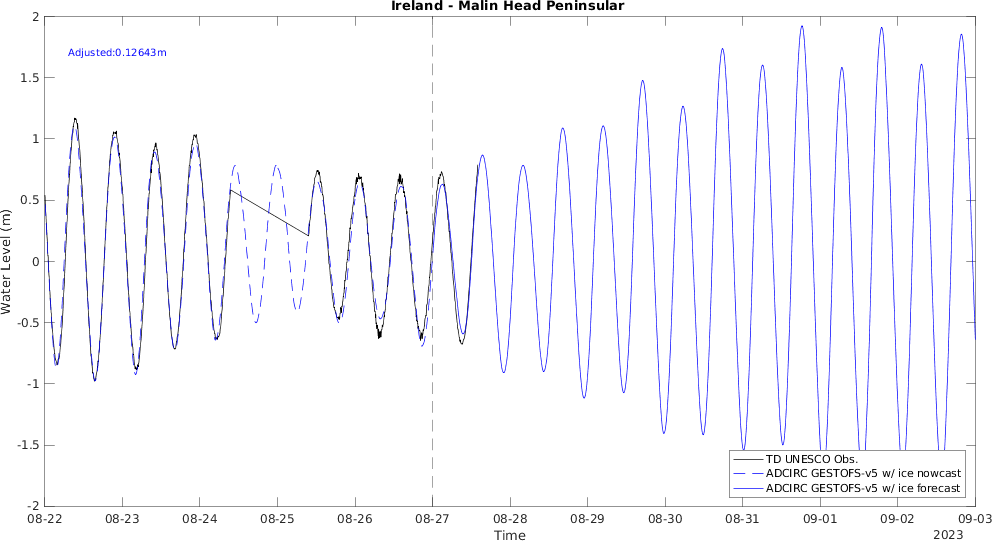 Ireland - Malin Head Peninsular
Adjusted:0.12643m
Water Level (m)
2
1.5
1
0.5
0
-0.5
-1
-1.5
-2
TD UNESCO Obs.
ADCIRC GESTOFS-v5 w/ ice nowcast
ADCIRC GESTOFS-v5 w/ ice forecast
08-22 08-23 08-24 08-25 08-26 08-27 08-28 08-29 08-30 08-31 09-01 09-02 09-03
Time
2023